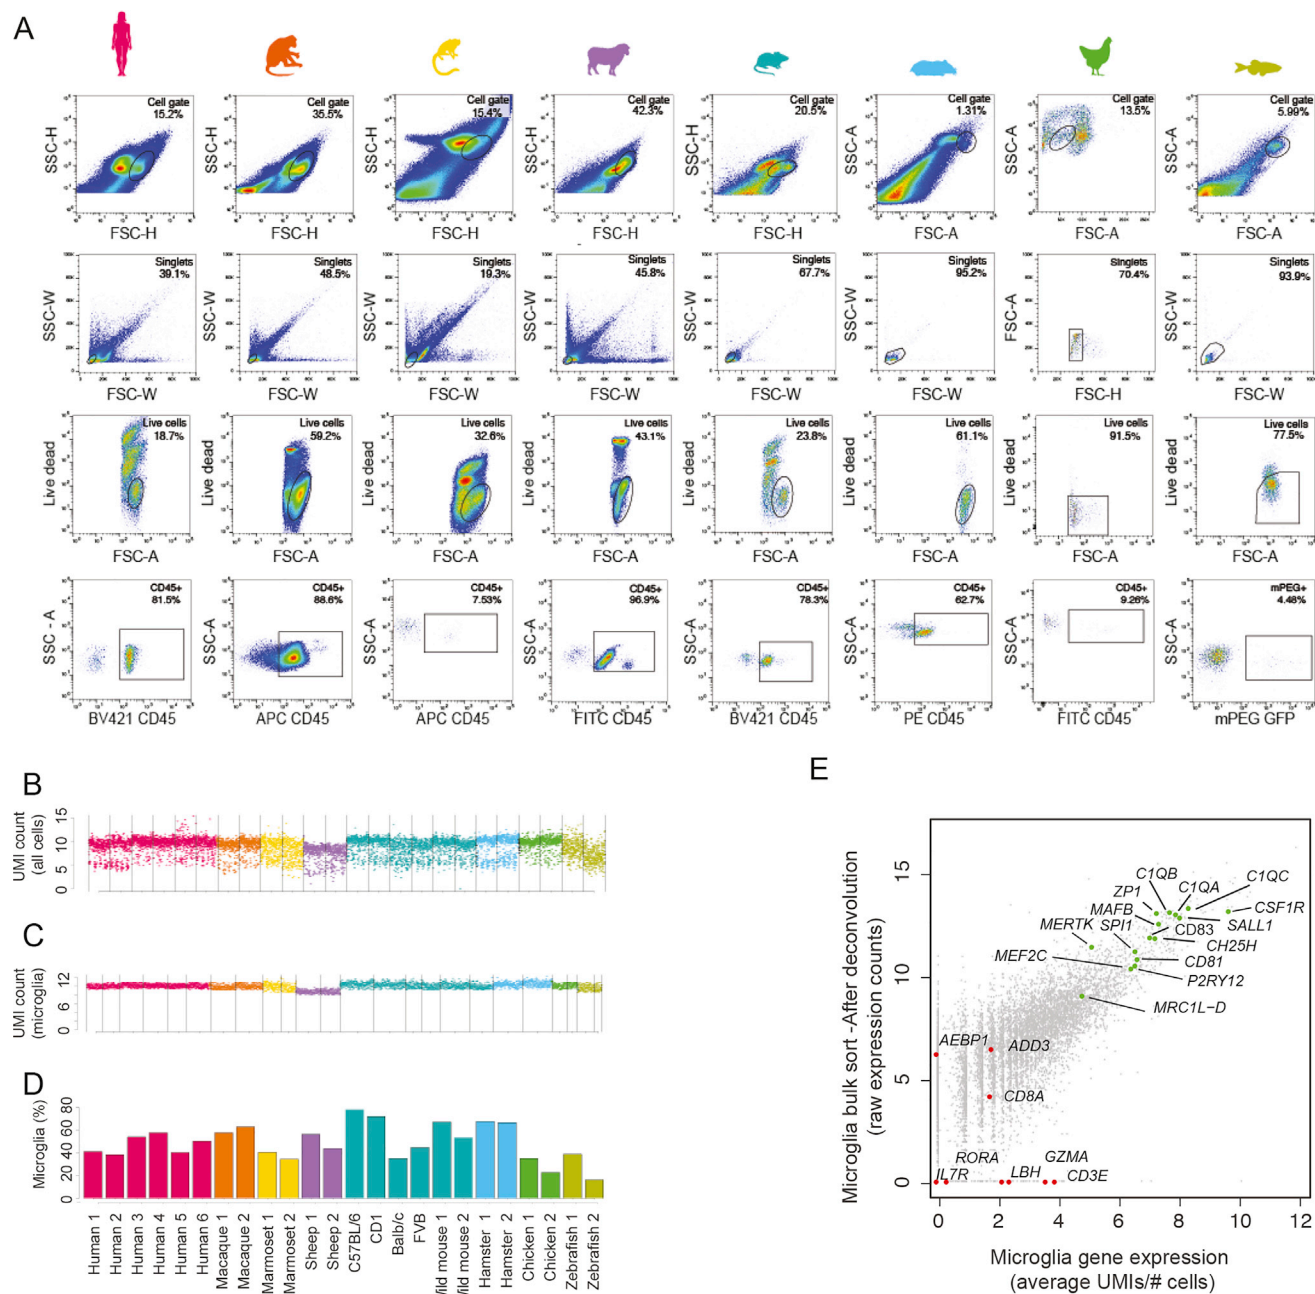 A
Cell gate
15.2%
Cell gate
35.5%
Cell gate
15.4%
Cell gate
42.3%
Cell gate
20.5%
Cell gate
1.31%
Cell gate
13.5%
Cell gate
5.99%
SSC-H
SSC-H
SSC-H
SSC-H
SSC-H
SSC-A
SSC-A
SSC-A
FSC-H
FSC-H
FSC-H
FSC-H
FSC-H
FSC-A
FSC-A
FSC-A
Singlets
39.1%
Singlets
48.5%
Singlets
19.3%
Singlets
45.8%
Singlets
67.7%
Singlets
95.2%
Singlets
70.4%
Singlets
93.9%
SSC-W
SSC-W
SSC-W
SSC-W
SSC-W
SSC-W
FSC-A
SSC-W
FSC-W
FSC-W
FSC-W
FSC-W
FSC-W
FSC-W
FSC-H
FSC-W
Live cells
18.7%
Live cells
59.2%
Live cells
32.6%
Live cells
43.1%
Live cells
23.8%
Live cells
61.1%
Live cells
91.5%
Live cells
77.5%
Live dead
Live dead
Live dead
Live dead
Live dead
Live dead
Live dead
Live dead
FSC-A
FSC-A
FSC-A
FSC-A
FSC-A
FSC-A
FSC-A
FSC-A
CD45+
81.5%
CD45+
88.6%
CD45+
7.53%
CD45+
96.9%
CD45+
78.3%
CD45+
62.7%
CD45+
9.26%
mPEG+
4.48%
SSC - A
SSC-A
SSC-A
SSC-A
SSC-A
SSC-A
SSC-A
SSC-A
BV421 CD45
APC CD45
APC CD45
FITC CD45
BV421 CD45
PE CD45
FITC CD45
mPEG GFP
B
UMI count
(all cells)
15
10
5
0
C
UMI count
(microglia)
12
8
4
0
D
Microglia (%)
80
60
40
20
0
Human 1
Human 2
Human 3
Human 4
Human 5
Human 6
Macaque 1
Macaque 2
Marmoset 1
Marmoset 2
Sheep 1
Sheep 2
C57BL/6
CD1
Balb/c
FVB
Wild mouse 1
Wild mouse 2
Hamster 1
Hamster 2
Chicken 1
Chicken 2
Zebrafish 1
Zebrafish 2
E
Microglia bulk sort -After deconvolution
(raw expression counts)
15
10
5
0
C1QB
C1QC
ZP1
C1QA
CSF1R
MAFB
SALL1
MERTK
SPI1
CD83
CH25H
MEF2C
CD81
P2RY12
MRC1L-D
AEBP1
ADD3
CD8A
RORA
GZMA
IL7R
LBH
CD3E
0 2 4 6 8 10 12
Microglia gene expression
(average UMIs/# cells)